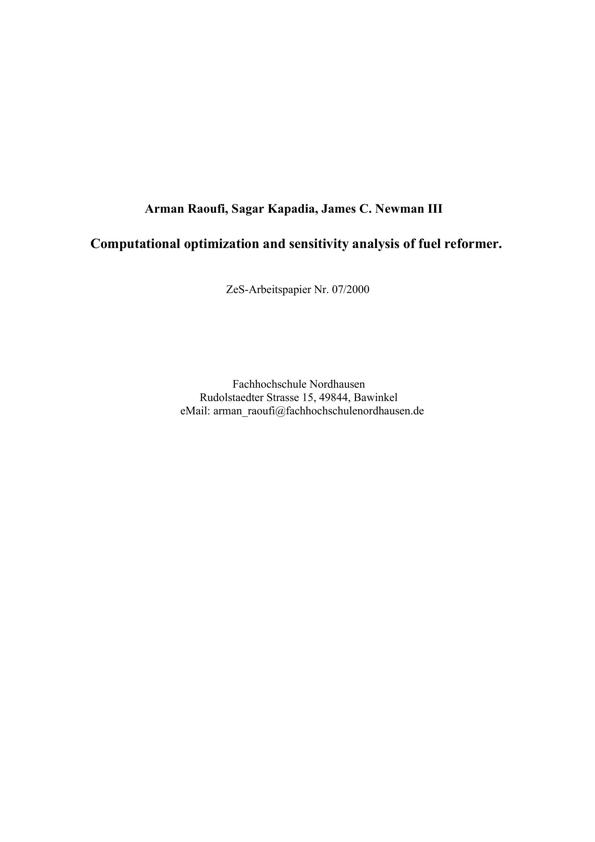 Arman Raoufi, Sagar Kapadia, James C. Newman III
Computational optimization and sensitivity analysis of fuel reformer.
ZeS-Arbeitspapier Nr. 07/2000
Fachhochschule Nordhausen
Rudolstaedter Strasse 15, 49844, Bawinkel
eMail: arman_raoufi@fachhochschulenordhausen.de